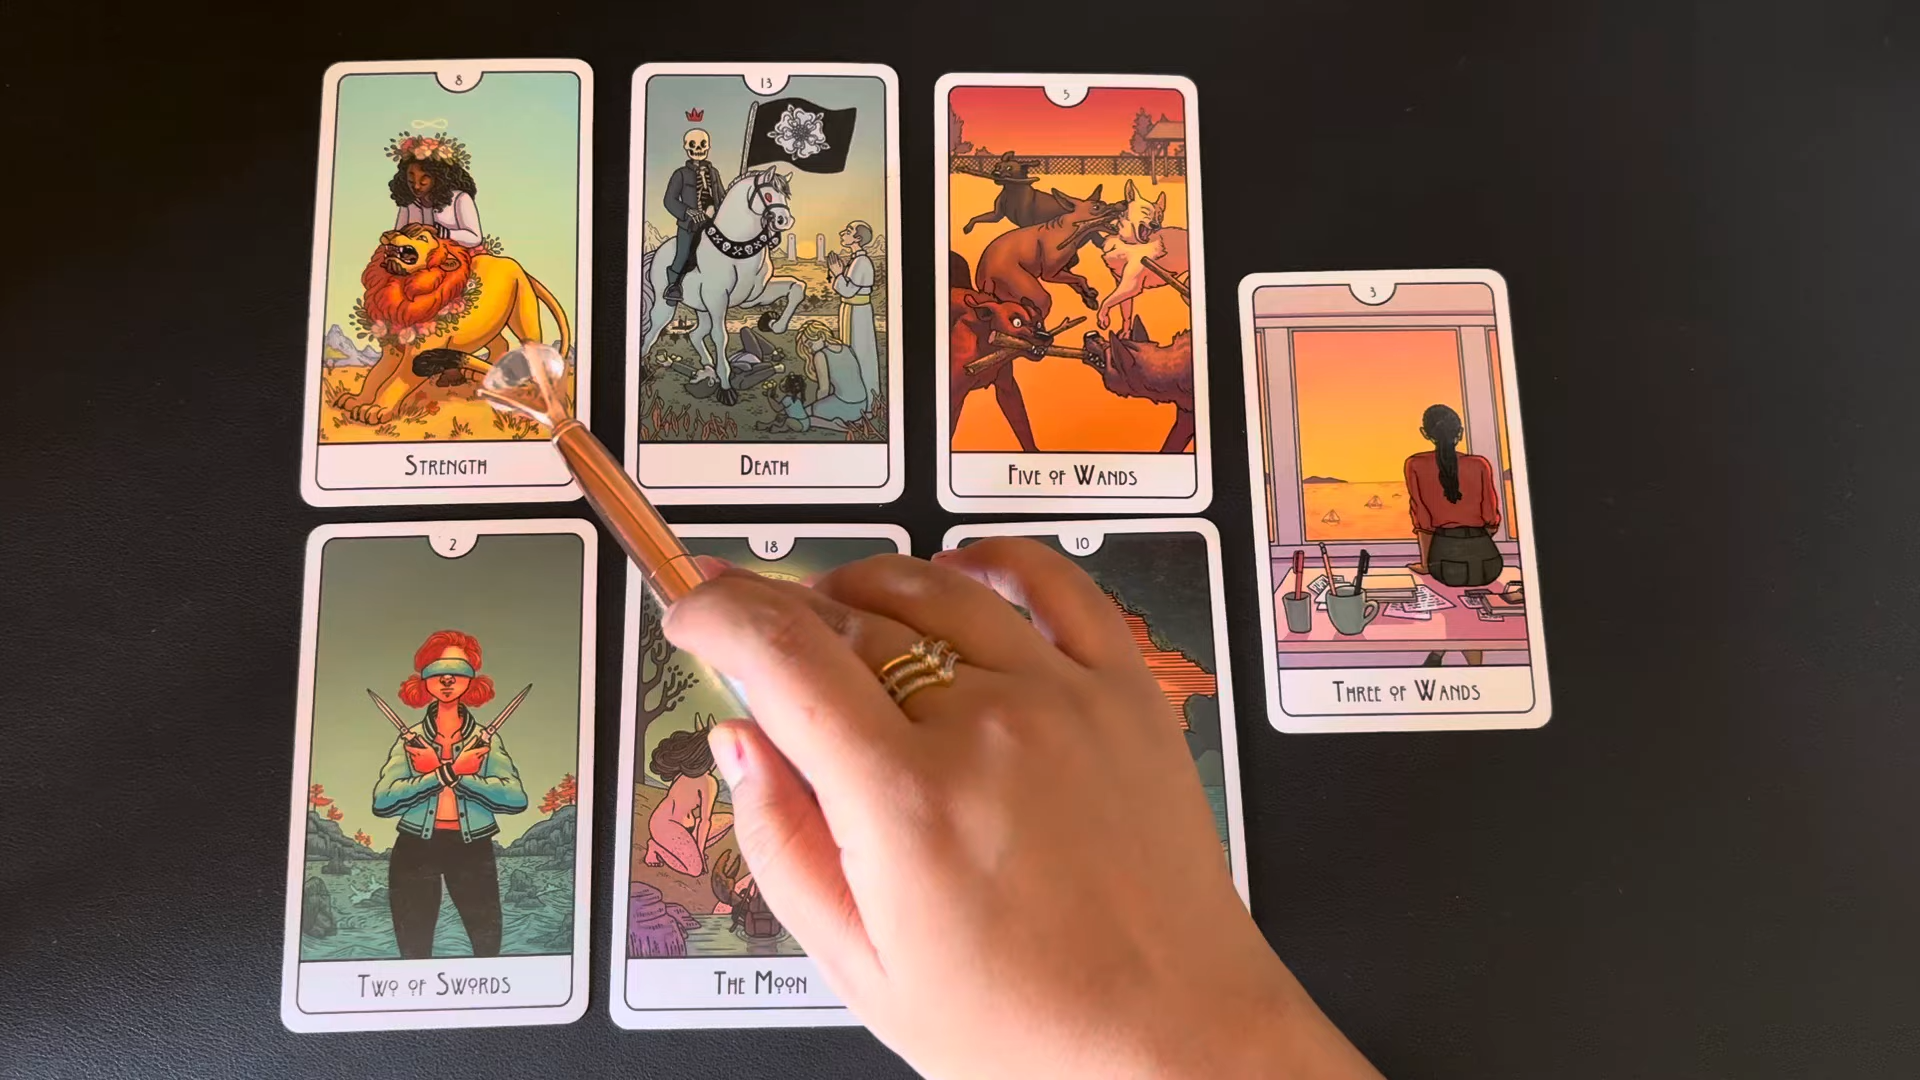 8
13
5
STRENGTH
DEATH
FIVE OF WANDS
3
THREE OF WANDS
2
18
10
TWO OF SWORDS
THE MOON